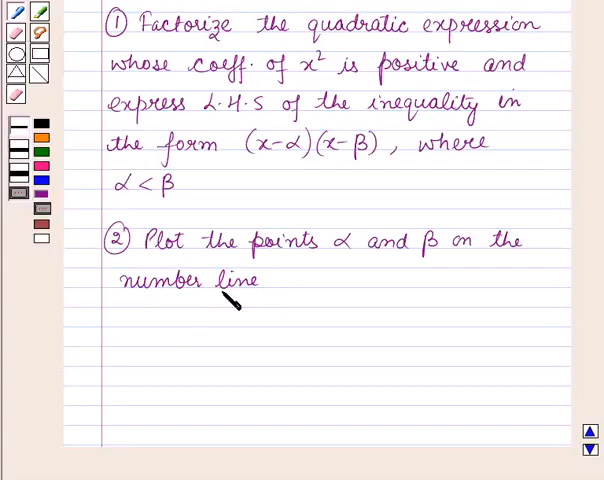 ① Factorize the quadratic expression
whose coeff. of x² is positive and
express L.H.S of the inequality in
the form (x-α)(x-β), where
α < β
② Plot the points α and β on the
number line